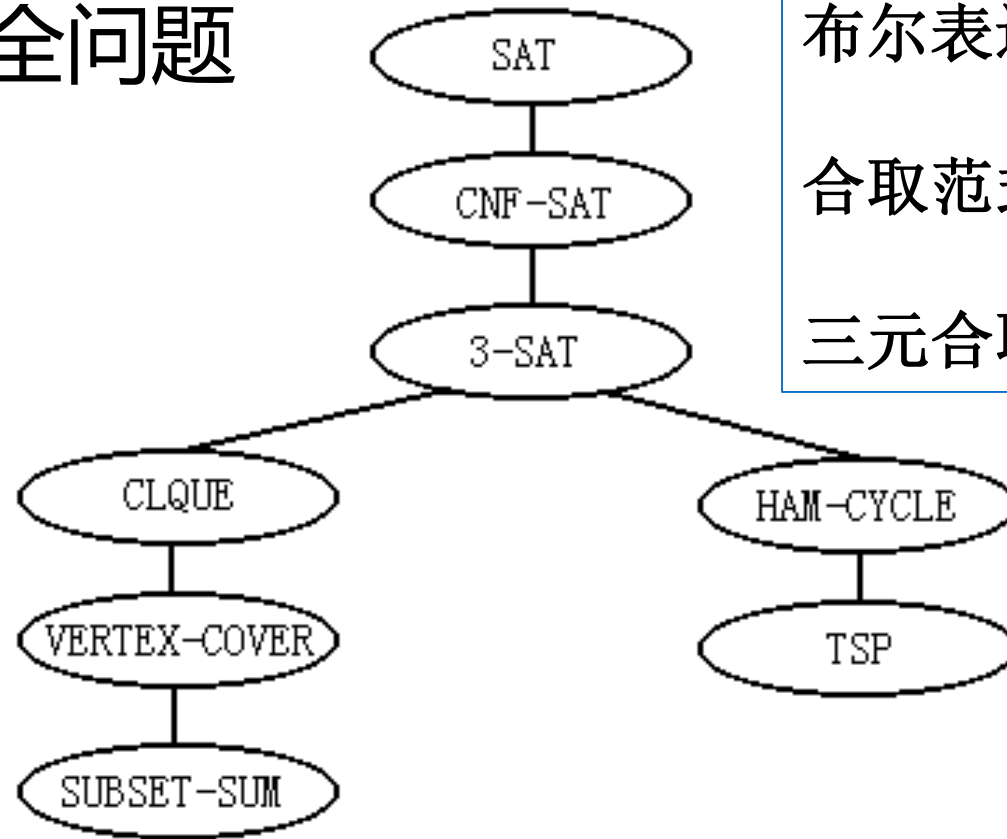 全问题
SAT
布尔表
CNF-SAT
合取范
3-SAT
三元合
CLQUE
HAM-CYCLE
VERTEX-COVER
TSP
SUBSET-SUM